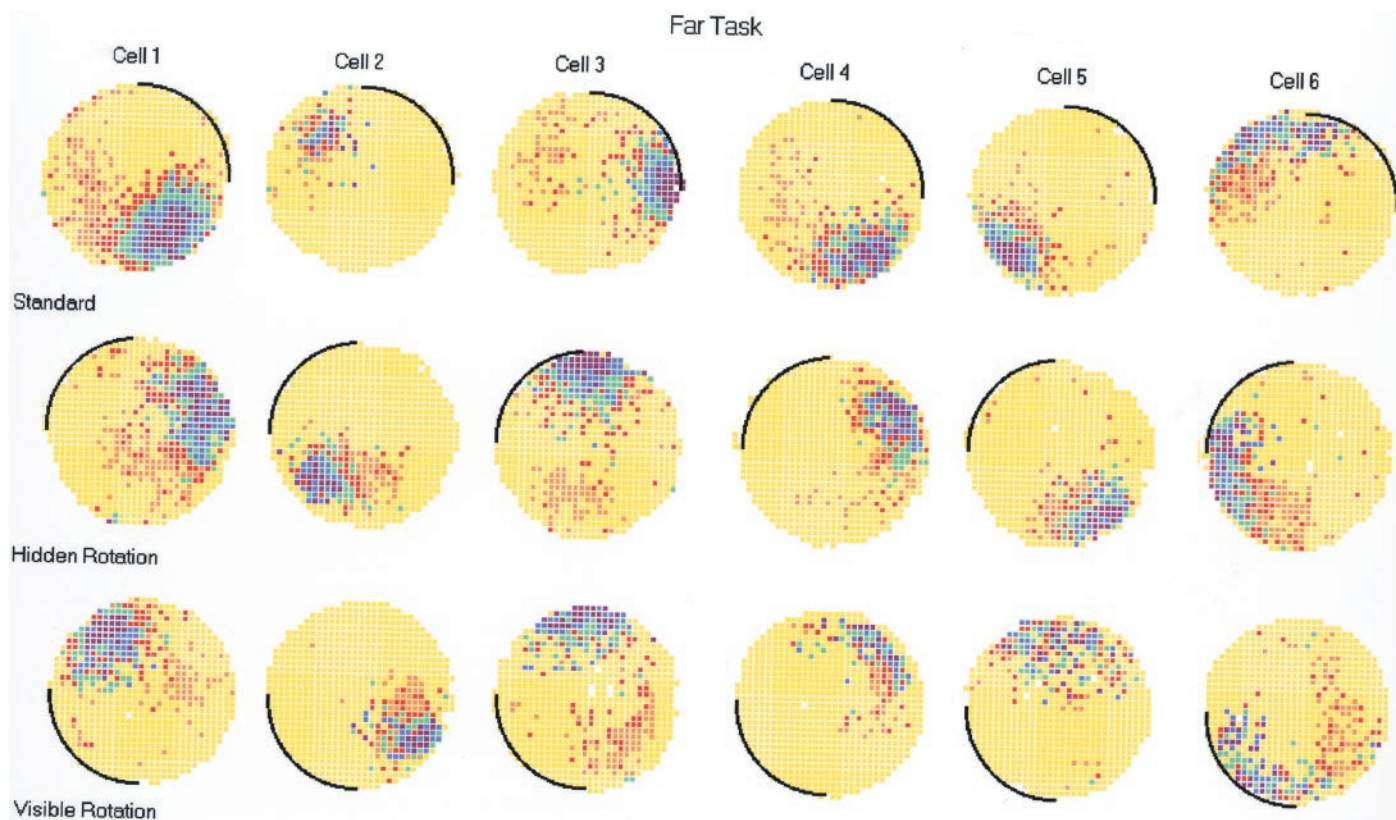 Far Task
Cell 1
Cell 2
Cell 3
Cell 4
Cell 5
Cell 6
Standard
Hidden Rotation
Visible Rotation